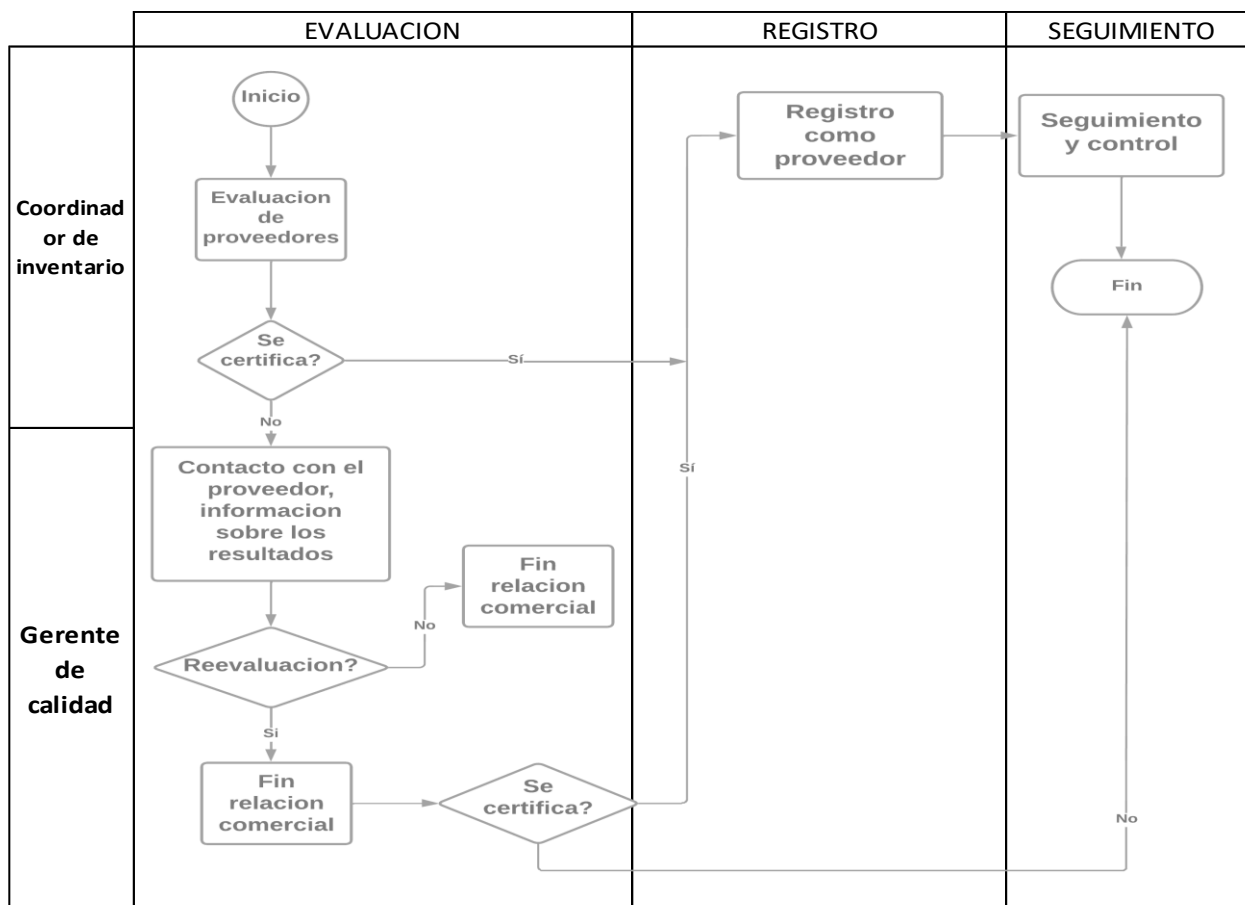 EVALUACION
REGISTRO
SEGUIMIENTO
Coordinad
or de
inventario
Inicio
Evaluacion
de
proveedores
Se
certifica?
Sí
Registro
como
proveedor
Seguimiento
y control
Fin
No
Gerente
de
calidad
Contacto con el
proveedor,
informacion
sobre los
resultados
Reevaluacion?
No
Fin
relacion
comercial
Si
Fin
relacion
comercial
Se
certifica?
Sí
No